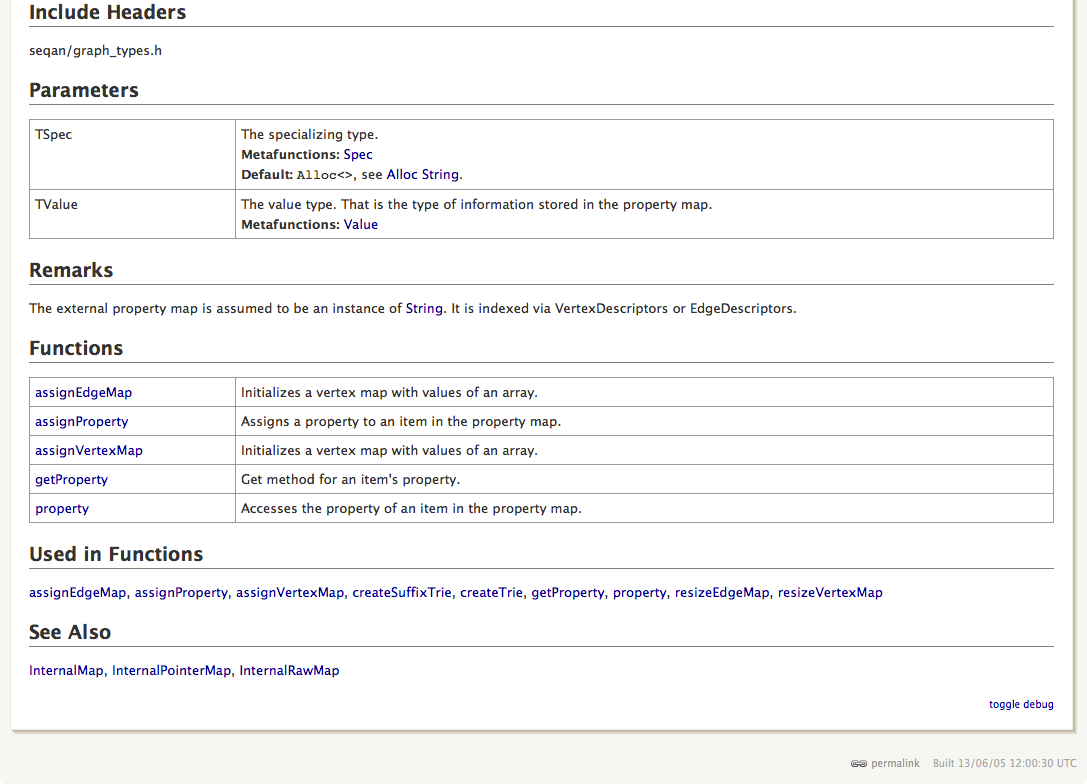 Include Headers
seqan/graph_types.h
Parameters
TSpec
The specializing type.
Metafunctions: Spec
Default: Alloc<>, see Alloc String.
TValue
The value type. That is the type of information stored in the property map.
Metafunctions: Value
Remarks
The external property map is assumed to be an instance of String. It is indexed via VertexDescriptors or EdgeDescriptors.
Functions
assignEdgeMap Initializes a vertex map with values of an array.
assignProperty Assigns a property to an item in the property map.
assignVertexMap Initializes a vertex map with values of an array.
getProperty Get method for an item's property.
property Accesses the property of an item in the property map.
Used in Functions
assignEdgeMap, assignProperty, assignVertexMap, createSuffixTrie, createTrie, getProperty, property, resizeEdgeMap, resizeVertexMap
See Also
InternalMap, InternalPointerMap, InternalRawMap
toggle debug
permalink Built 13/06/05 12:00:30 UTC